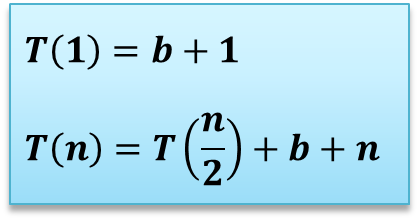 T(1) = b + 1
T(n) = T(n/2) + b + n